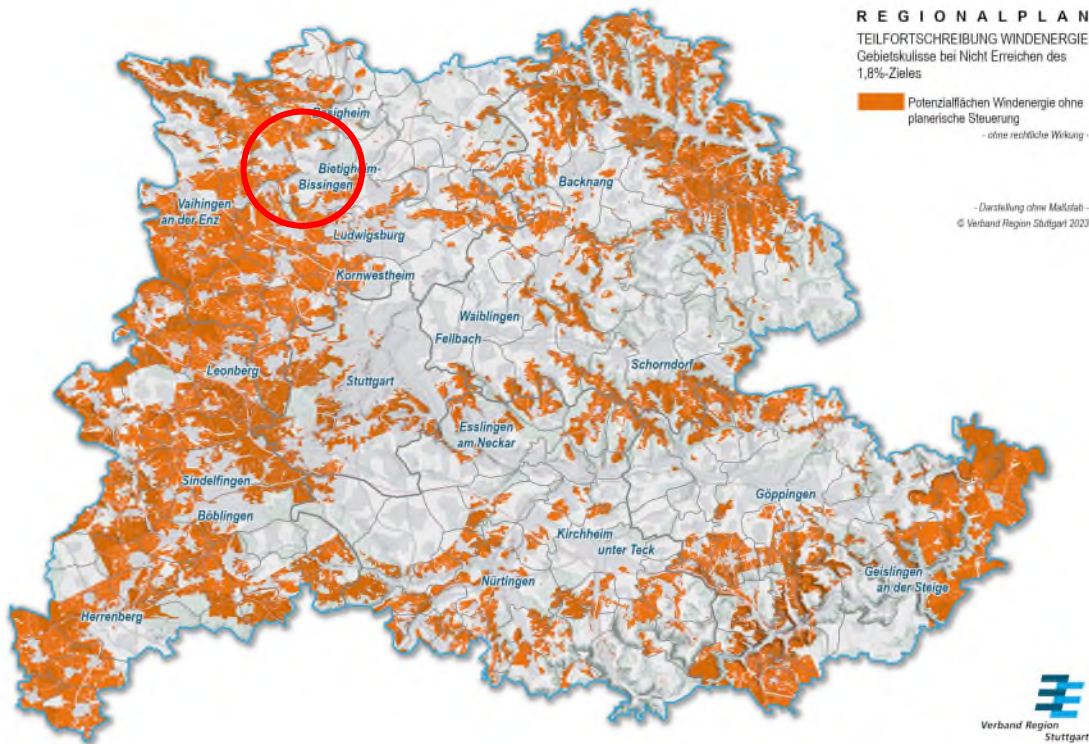 REGIONALPLAN
TEILFORTSCHREIBUNG WINDENERGIE
Gebietskulisse bei Nicht Erreichen des
1,8%-Zieles
Potenzialflächen Windenergie ohne
planerische Steuerung
- ohne rechtliche Wirkung -
- Darstellung ohne Maßstab -
© Verband Region Stuttgart 2023
Besigheim
Bietigheim-
Bissingen
Backnang
Vaihingen
an der Enz
Ludwigsburg
Kornwestheim
Waiblingen
Fellbach
Schorndorf
Leonberg
Stuttgart
Esslingen
am Neckar
Sindelfingen
Göppingen
Böblingen
Kirchheim
unter Teck
Nürtingen
Geislingen
an der Steige
Herrenberg
Verband Region
Stuttgart